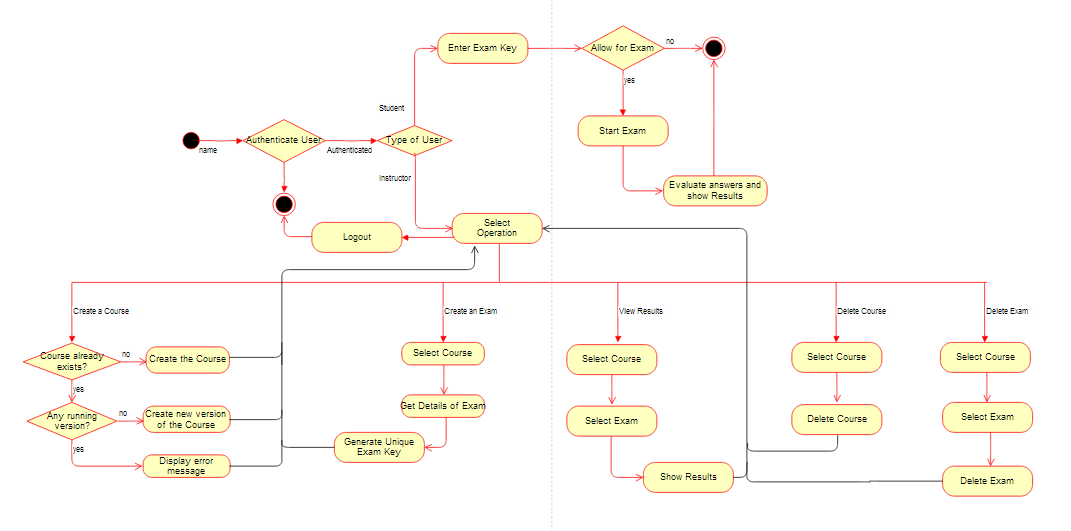 Enter Exam Key
Allow for Exam
no
yes
Student
Start Exam
name
Authenticate User
Authenticated
Type of User
Instructor
Evaluate answers and
show Results
Logout
Select
Operation
Create a Course
Create an Exam
View Results
Delete Course
Delete Exam
Course already
exists?
no
Create the Course
Select Course
Select Course
Select Course
Select Course
yes
Any running
version?
no
Create new version
of the Course
Get Details of Exam
Select Exam
Delete Course
Select Exam
yes
Display error
message
Generate Unique
Exam Key
Show Results
Delete Exam